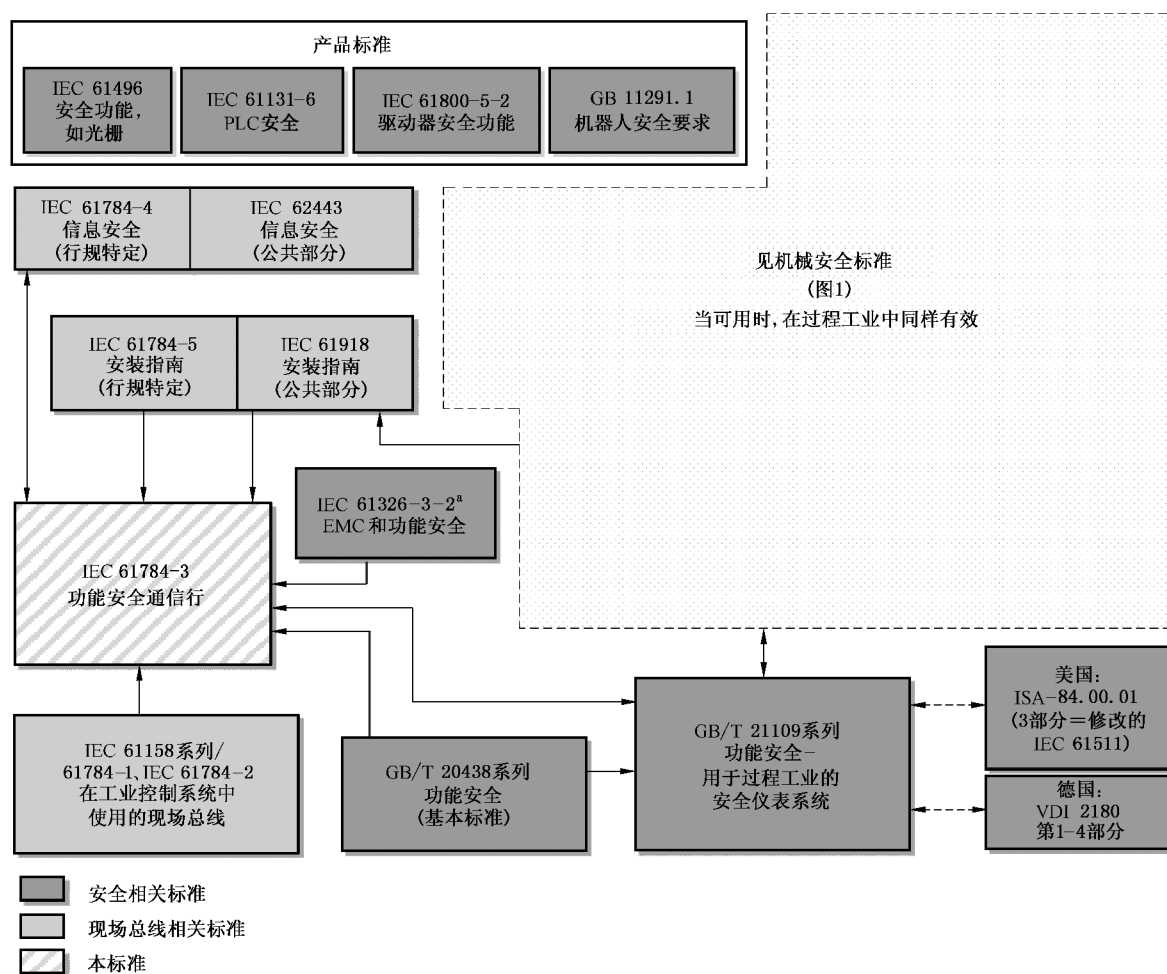 产品标准
IEC 61496
安全功能,
如光栅
IEC 61131-6
PLC安全
IEC 61800-5-2
驱动器安全功能
GB 11291.1
机器人安全要求
IEC 61784-4
信息安全
(行规特定)
IEC 62443
信息安全
(公共部分)
见机械安全标准
(图1)
当可用时,在过程工业中同样有效
IEC 61784-5
安装指南
(行规特定)
IEC 61918
安装指南
(公共部分)
IEC 61326-3-2a
EMC和功能安全
IEC 61784-3
功能安全通信行
IEC 61158系列/
61784-1、IEC 61784-2
在工业控制系统中
使用的现场总线
GB/T 20438系列
功能安全
(基本标准)
GB/T 21109系列
功能安全-
用于过程工业的
安全仪表系统
美国:
ISA-84.00.01
(3部分=修改的
IEC 61511)
德国:
VDI 2180
第1-4部分
安全相关标准
现场总线相关标准
本标准